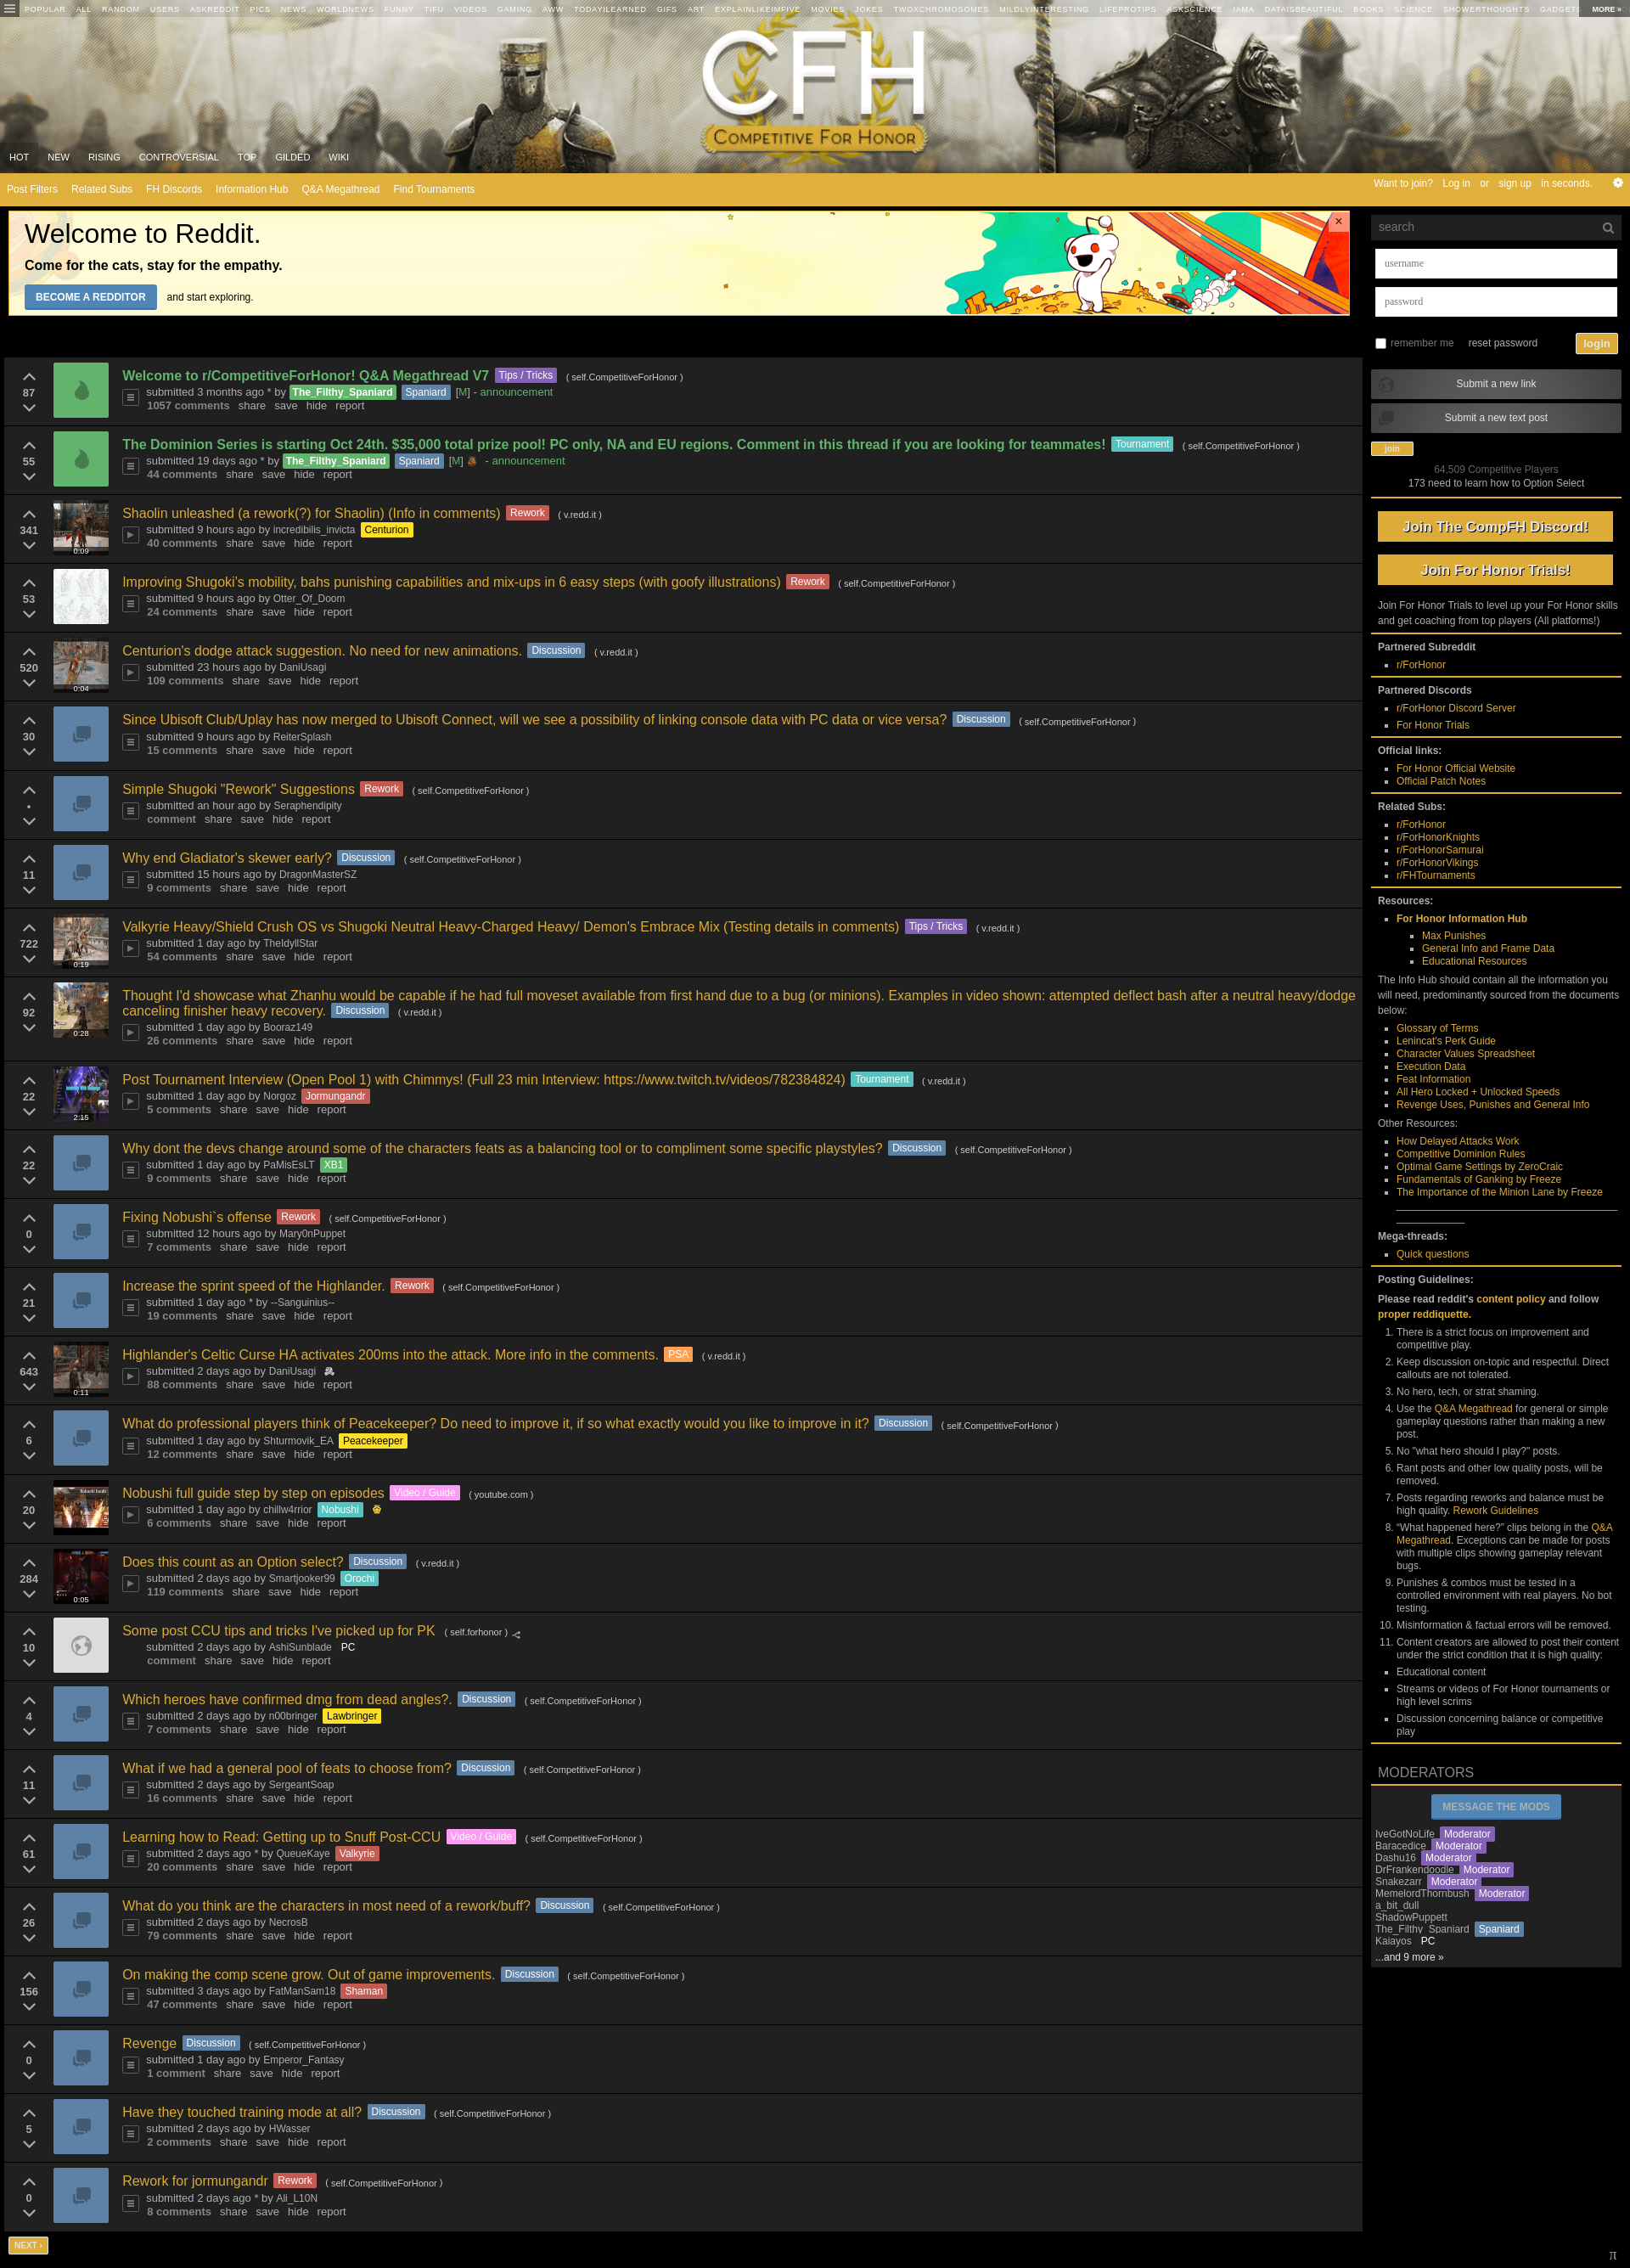 POPULAR ALL RANDOM USERS ASKREDDIT PICS NEWS WORLDNEWS FUNNY TIFU VIDEOS GAMING AWW TODAYILEARNED GIFS ART EXPLAINLIKEIMFIVE MOVIES JOKES TWOXCHROMOSOMES MILDLYINTERESTING LIFEPROTIPS ASKSCIENCE IAMA DATAISBEAUTIFUL BOOKS SCIENCE SHOWERTHOUGHTS GADGETS MORE »
CFH
COMPETITIVE FOR HONOR
HOT NEW RISING CONTROVERSIAL TOP GILDED WIKI
Post Filters Related Subs FH Discords Information Hub Q&A Megathread Find Tournaments
Want to join? Log in or sign up in seconds.
Welcome to Reddit.
Come for the cats, stay for the empathy.
BECOME A REDDITOR and start exploring.
×
87
Welcome to r/CompetitiveForHonor! Q&A Megathread V7 Tips / Tricks ( self.CompetitiveForHonor )
submitted 3 months ago * by The_Filthy_Spaniard Spaniard [M] - announcement
1057 comments share save hide report
55
The Dominion Series is starting Oct 24th. $35,000 total prize pool! PC only, NA and EU regions. Comment in this thread if you are looking for teammates! Tournament ( self.CompetitiveForHonor )
submitted 19 days ago * by The_Filthy_Spaniard Spaniard [M] - announcement
44 comments share save hide report
341
0:09
Shaolin unleashed (a rework(?) for Shaolin) (Info in comments) Rework ( v.redd.it )
submitted 9 hours ago by incredibilis_invicta Centurion
40 comments share save hide report
53
Improving Shugoki's mobility, bahs punishing capabilities and mix-ups in 6 easy steps (with goofy illustrations) Rework ( self.CompetitiveForHonor )
submitted 9 hours ago by Otter_Of_Doom
24 comments share save hide report
520
0:04
Centurion's dodge attack suggestion. No need for new animations. Discussion ( v.redd.it )
submitted 23 hours ago by DaniUsagi
109 comments share save hide report
30
Since Ubisoft Club/Uplay has now merged to Ubisoft Connect, will we see a possibility of linking console data with PC data or vice versa? Discussion ( self.CompetitiveForHonor )
submitted 9 hours ago by ReiterSplash
15 comments share save hide report
•
Simple Shugoki "Rework" Suggestions Rework ( self.CompetitiveForHonor )
submitted an hour ago by Seraphendipity
comment share save hide report
11
Why end Gladiator's skewer early? Discussion ( self.CompetitiveForHonor )
submitted 15 hours ago by DragonMasterSZ
9 comments share save hide report
722
0:19
Valkyrie Heavy/Shield Crush OS vs Shugoki Neutral Heavy-Charged Heavy/ Demon's Embrace Mix (Testing details in comments) Tips / Tricks ( v.redd.it )
submitted 1 day ago by TheIdyllStar
54 comments share save hide report
92
0:28
Thought I'd showcase what Zhanhu would be capable if he had full moveset available from first hand due to a bug (or minions). Examples in video shown: attempted deflect bash after a neutral heavy/dodge
canceling finisher heavy recovery. Discussion ( v.redd.it )
submitted 1 day ago by Booraz149
26 comments share save hide report
22
2:15
Post Tournament Interview (Open Pool 1) with Chimmys! (Full 23 min Interview: https://www.twitch.tv/videos/782384824) Tournament ( v.redd.it )
submitted 1 day ago by Norgoz Jormungandr
5 comments share save hide report
22
Why dont the devs change around some of the characters feats as a balancing tool or to compliment some specific playstyles? Discussion ( self.CompetitiveForHonor )
submitted 1 day ago by PaMisEsLT XB1
9 comments share save hide report
0
Fixing Nobushi`s offense Rework ( self.CompetitiveForHonor )
submitted 12 hours ago by Mary0nPuppet
7 comments share save hide report
21
Increase the sprint speed of the Highlander. Rework ( self.CompetitiveForHonor )
submitted 1 day ago * by --Sanguinius--
19 comments share save hide report
643
0:11
Highlander's Celtic Curse HA activates 200ms into the attack. More info in the comments. PSA ( v.redd.it )
submitted 2 days ago by DaniUsagi
88 comments share save hide report
6
What do professional players think of Peacekeeper? Do need to improve it, if so what exactly would you like to improve in it? Discussion ( self.CompetitiveForHonor )
submitted 1 day ago by Shturmovik_EA Peacekeeper
12 comments share save hide report
20
Nobushi full guide step by step on episodes Video / Guide ( youtube.com )
submitted 1 day ago by chillw4rrior Nobushi
6 comments share save hide report
284
0:05
Does this count as an Option select? Discussion ( v.redd.it )
submitted 2 days ago by Smartjooker99 Orochi
119 comments share save hide report
10
Some post CCU tips and tricks I've picked up for PK ( self.forhonor )
submitted 2 days ago by AshiSunblade PC
comment share save hide report
4
Which heroes have confirmed dmg from dead angles?. Discussion ( self.CompetitiveForHonor )
submitted 2 days ago by n00bringer Lawbringer
7 comments share save hide report
11
What if we had a general pool of feats to choose from? Discussion ( self.CompetitiveForHonor )
submitted 2 days ago by SergeantSoap
16 comments share save hide report
61
Learning how to Read: Getting up to Snuff Post-CCU Video / Guide ( self.CompetitiveForHonor )
submitted 2 days ago * by QueueKaye Valkyrie
20 comments share save hide report
26
What do you think are the characters in most need of a rework/buff? Discussion ( self.CompetitiveForHonor )
submitted 2 days ago by NecrosB
79 comments share save hide report
156
On making the comp scene grow. Out of game improvements. Discussion ( self.CompetitiveForHonor )
submitted 3 days ago by FatManSam18 Shaman
47 comments share save hide report
0
Revenge Discussion ( self.CompetitiveForHonor )
submitted 1 day ago by Emperor_Fantasy
1 comment share save hide report
5
Have they touched training mode at all? Discussion ( self.CompetitiveForHonor )
submitted 2 days ago by HWasser
2 comments share save hide report
0
Rework for jormungandr Rework ( self.CompetitiveForHonor )
submitted 2 days ago * by Ali_L10N
8 comments share save hide report
NEXT ›
search
username
password
remember me reset password login
Submit a new link
Submit a new text post
join
64,509 Competitive Players
173 need to learn how to Option Select
Join The CompFH Discord!
Join For Honor Trials!
Join For Honor Trials to level up your For Honor skills
and get coaching from top players (All platforms!)
Partnered Subreddit
r/ForHonor
Partnered Discords
r/ForHonor Discord Server
For Honor Trials
Official links:
For Honor Official Website
Official Patch Notes
Related Subs:
r/ForHonor
r/ForHonorKnights
r/ForHonorSamurai
r/ForHonorVikings
r/FHTournaments
Resources:
For Honor Information Hub
Max Punishes
General Info and Frame Data
Educational Resources
The Info Hub should contain all the information you
will need, predominantly sourced from the documents
below:
Glossary of Terms
Lenincat's Perk Guide
Character Values Spreadsheet
Execution Data
Feat Information
All Hero Locked + Unlocked Speeds
Revenge Uses, Punishes and General Info
Other Resources:
How Delayed Attacks Work
Competitive Dominion Rules
Optimal Game Settings by ZeroCraic
Fundamentals of Ganking by Freeze
The Importance of the Minion Lane by Freeze
Mega-threads:
Quick questions
Posting Guidelines:
Please read reddit's content policy and follow
proper reddiquette.
1. There is a strict focus on improvement and
competitive play.
2. Keep discussion on-topic and respectful. Direct
callouts are not tolerated.
3. No hero, tech, or strat shaming.
4. Use the Q&A Megathread for general or simple
gameplay questions rather than making a new
post.
5. No "what hero should I play?" posts.
6. Rant posts and other low quality posts, will be
removed.
7. Posts regarding reworks and balance must be
high quality. Rework Guidelines
8. “What happened here?” clips belong in the Q&A
Megathread. Exceptions can be made for posts
with multiple clips showing gameplay relevant
bugs.
9. Punishes & combos must be tested in a
controlled environment with real players. No bot
testing.
10. Misinformation & factual errors will be removed.
11. Content creators are allowed to post their content
under the strict condition that it is high quality:
Educational content
Streams or videos of For Honor tournaments or
high level scrims
Discussion concerning balance or competitive
play
MODERATORS
MESSAGE THE MODS
IveGotNoLife Moderator
Baracedice Moderator
Dashu16 Moderator
DrFrankendoodle Moderator
Snakezarr Moderator
MemelordThornbush Moderator
a_bit_dull
ShadowPuppett
The_Filthy_Spaniard Spaniard
Kaiayos PC
...and 9 more »
π